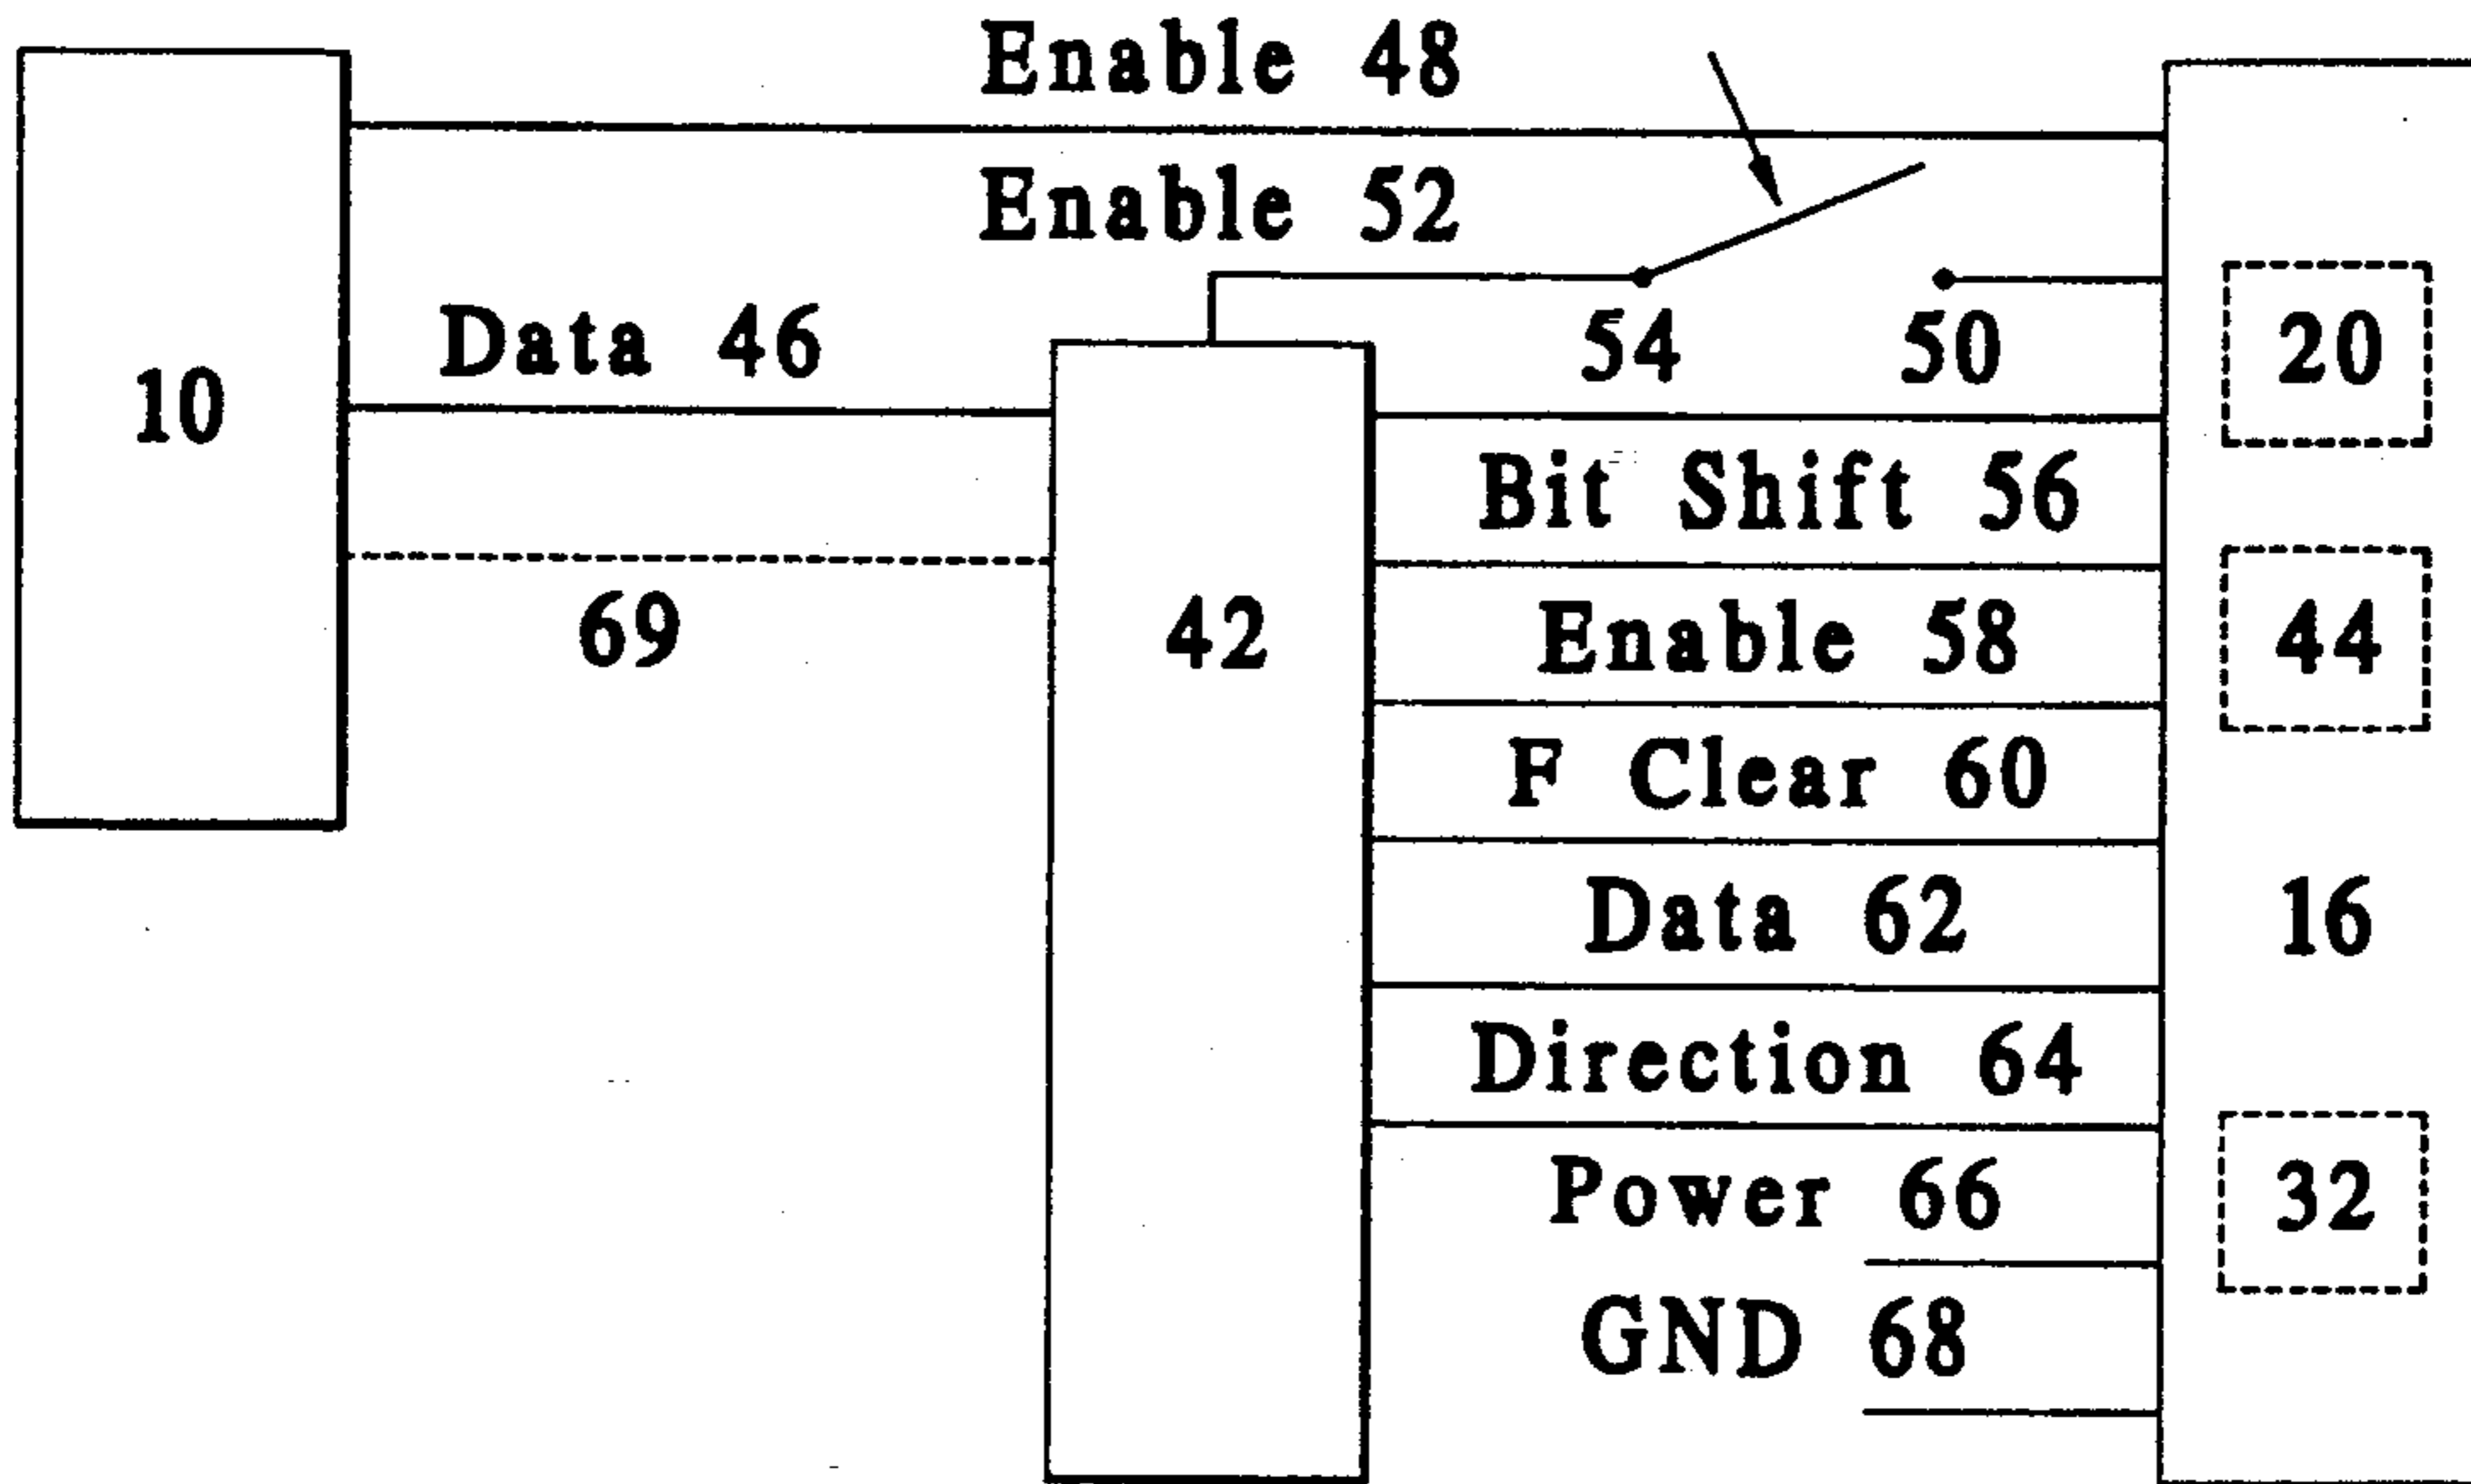 Enable 48
Enable 52
Data 46
54
50
20
10
Bit Shift 56
69
42
Enable 58
44
F Clear 60
Data 62
16
Direction 64
Power 66
32
GND 68